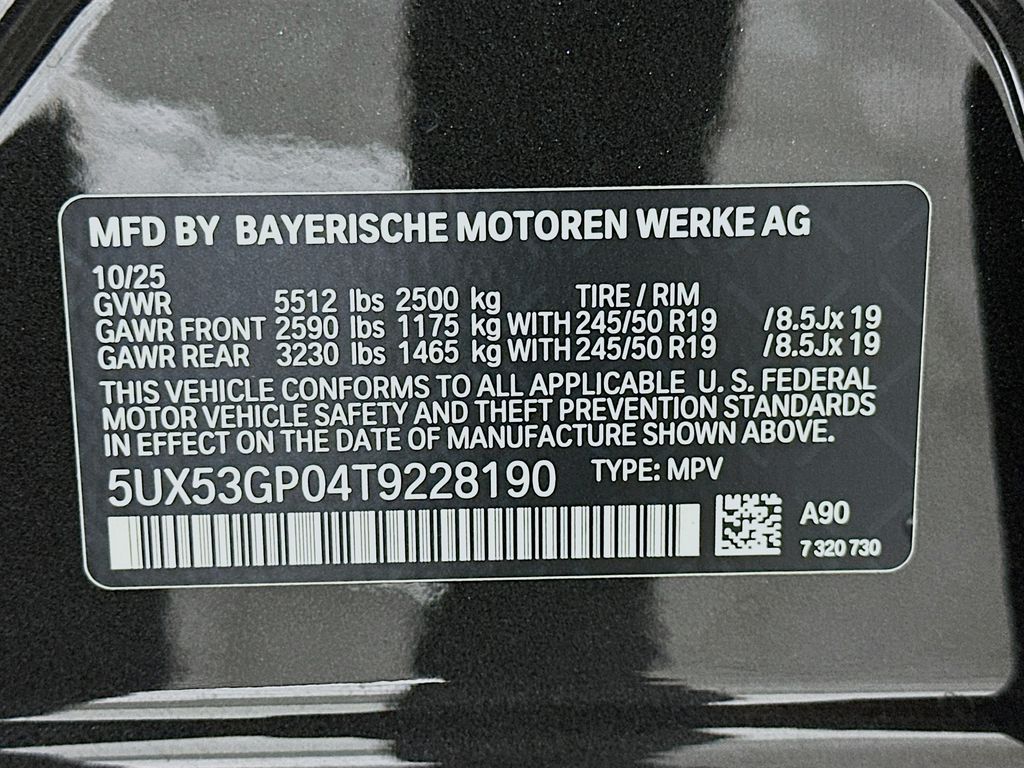 MFD BY BAYERISCHE MOTOREN WERKE AG
10/25
GVWR 5512 lbs 2500 kg TIRE / RIM
GAWR FRONT 2590 lbs 1175 kg WITH 245/50 R19 /8.5Jx 19
GAWR REAR 3230 lbs 1465 kg WITH 245/50 R19 /8.5Jx 19
THIS VEHICLE CONFORMS TO ALL APPLICABLE U. S. FEDERAL
MOTOR VEHICLE SAFETY AND THEFT PREVENTION STANDARDS
IN EFFECT ON THE DATE OF MANUFACTURE SHOWN ABOVE.
5UX53GP04T9228190 TYPE: MPV
A90
7 320 730